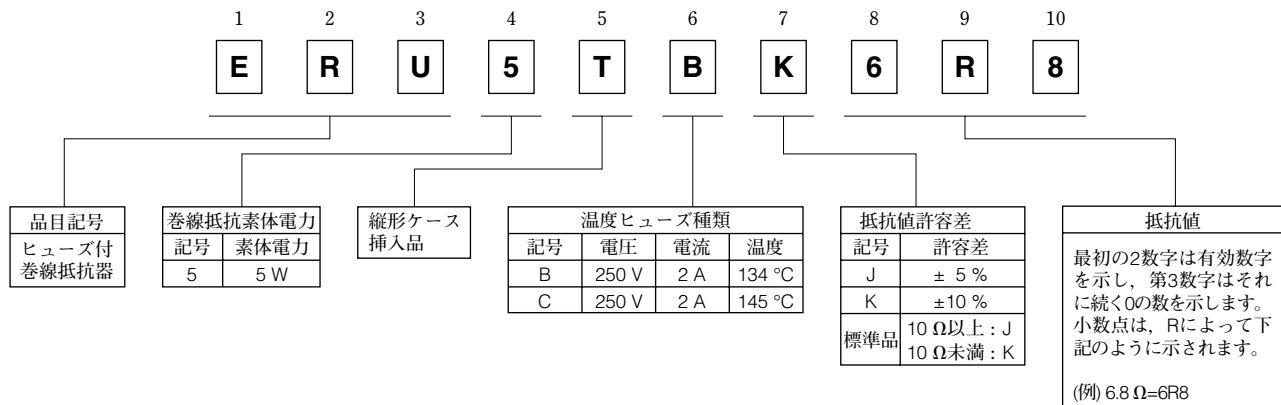 1 2 3 4 5 6 7 8 9 10
E R U 5 T B K 6 R 8
品目記号
ヒューズ付
巻線抵抗器
巻線抵抗素体電力
記号 素体電力
5 5 W
縦形ケース
挿入品
温度ヒューズ種類
記号 電圧 電流 温度
B 250 V 2 A 134 °C
C 250 V 2 A 145 °C
抵抗値許容差
記号 許容差
J ± 5 %
K ±10 %
標準品 10 Ω以上 : J
10 Ω未満 : K
抵抗値
最初の2数字は有効数字
を示し，第3数字はそれ
に続く0の数を示します。
小数点は，Rによって下
記のように示されます。
(例) 6.8 Ω=6R8